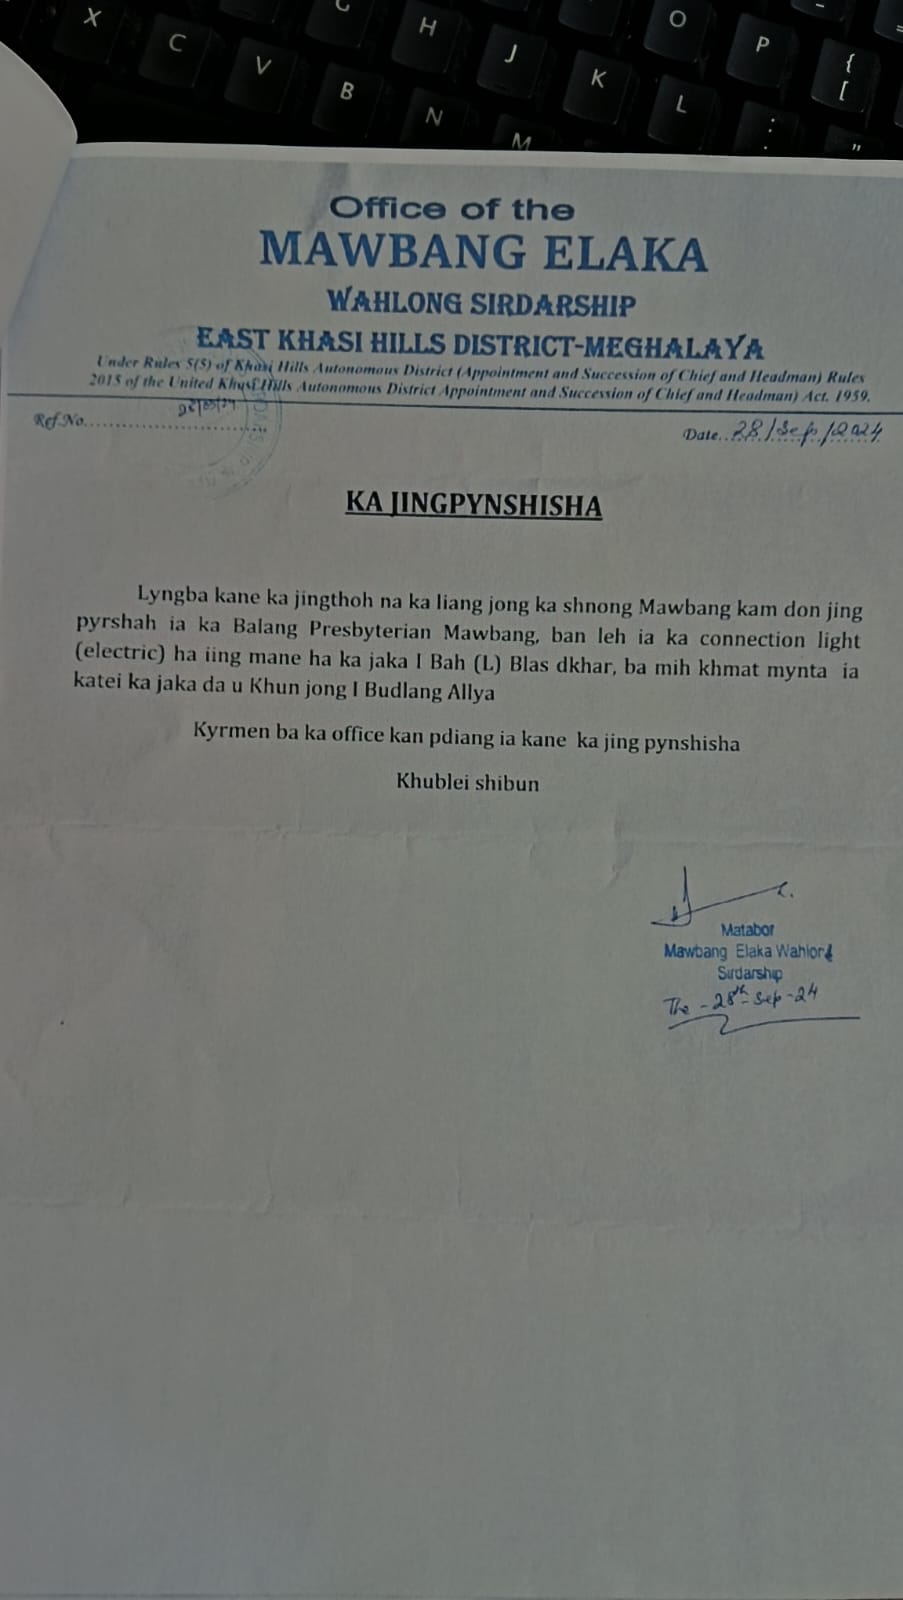 X C V B H N J M K O L P { [ : "
Office of the
MAWBANG ELAKA
WAHLONG SIRDARSHIP
EAST KHASI HILLS DISTRICT-MEGHALAYA
Under Rules 5(5) of Khasi Hills Autonomous District (Appointment and Succession of Chief and Headman) Rules
2015 of the United Khasi Hills Autonomous District Appointment and Succession of Chief and Headman) Act. 1959.
Ref.No.
Date. 28/Sep/2024
KA JINGPYNSHISHA
Lyngba kane ka jingthoh na ka liang jong ka shnong Mawbang kam don jing
pyrshah ia ka Balang Presbyterian Mawbang, ban leh ia ka connection light
(electric) ha iing mane ha ka jaka I Bah (L) Blas dkhar, ba mih khmat mynta ia
katei ka jaka da u Khun jong I Budlang Allya
Kyrmen ba ka office kan pdiang ia kane ka jing pynshisha
Khublei shibun
Matabor
Mawbang Elaka Wahlong
Sirdarship
The - 28th - Sep - 24